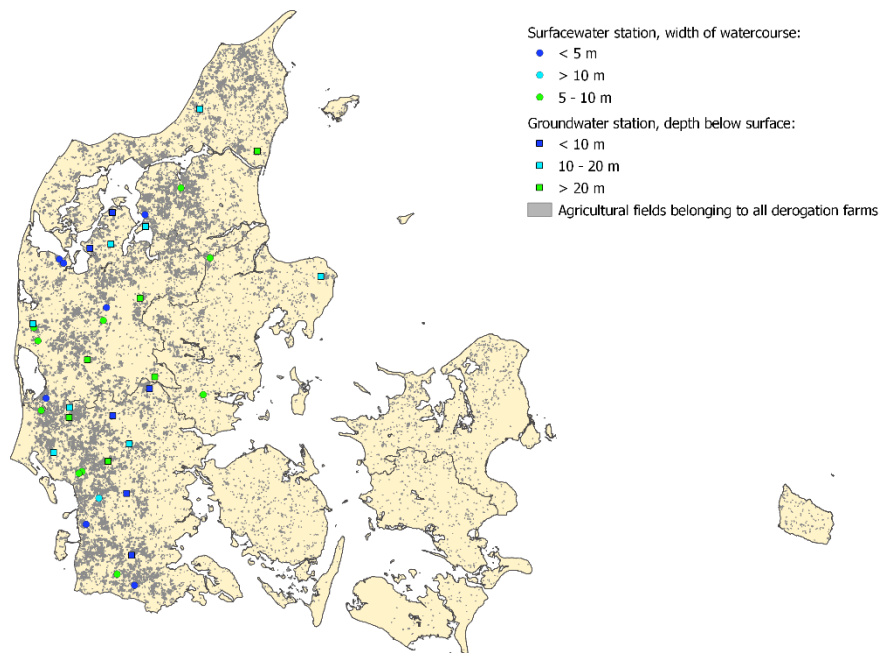 Surfacewater station, width of watercourse:
< 5 m
> 10 m
5 - 10 m
Groundwater station, depth below surface:
< 10 m
10 - 20 m
> 20 m
Agricultural fields belonging to all derogation farms